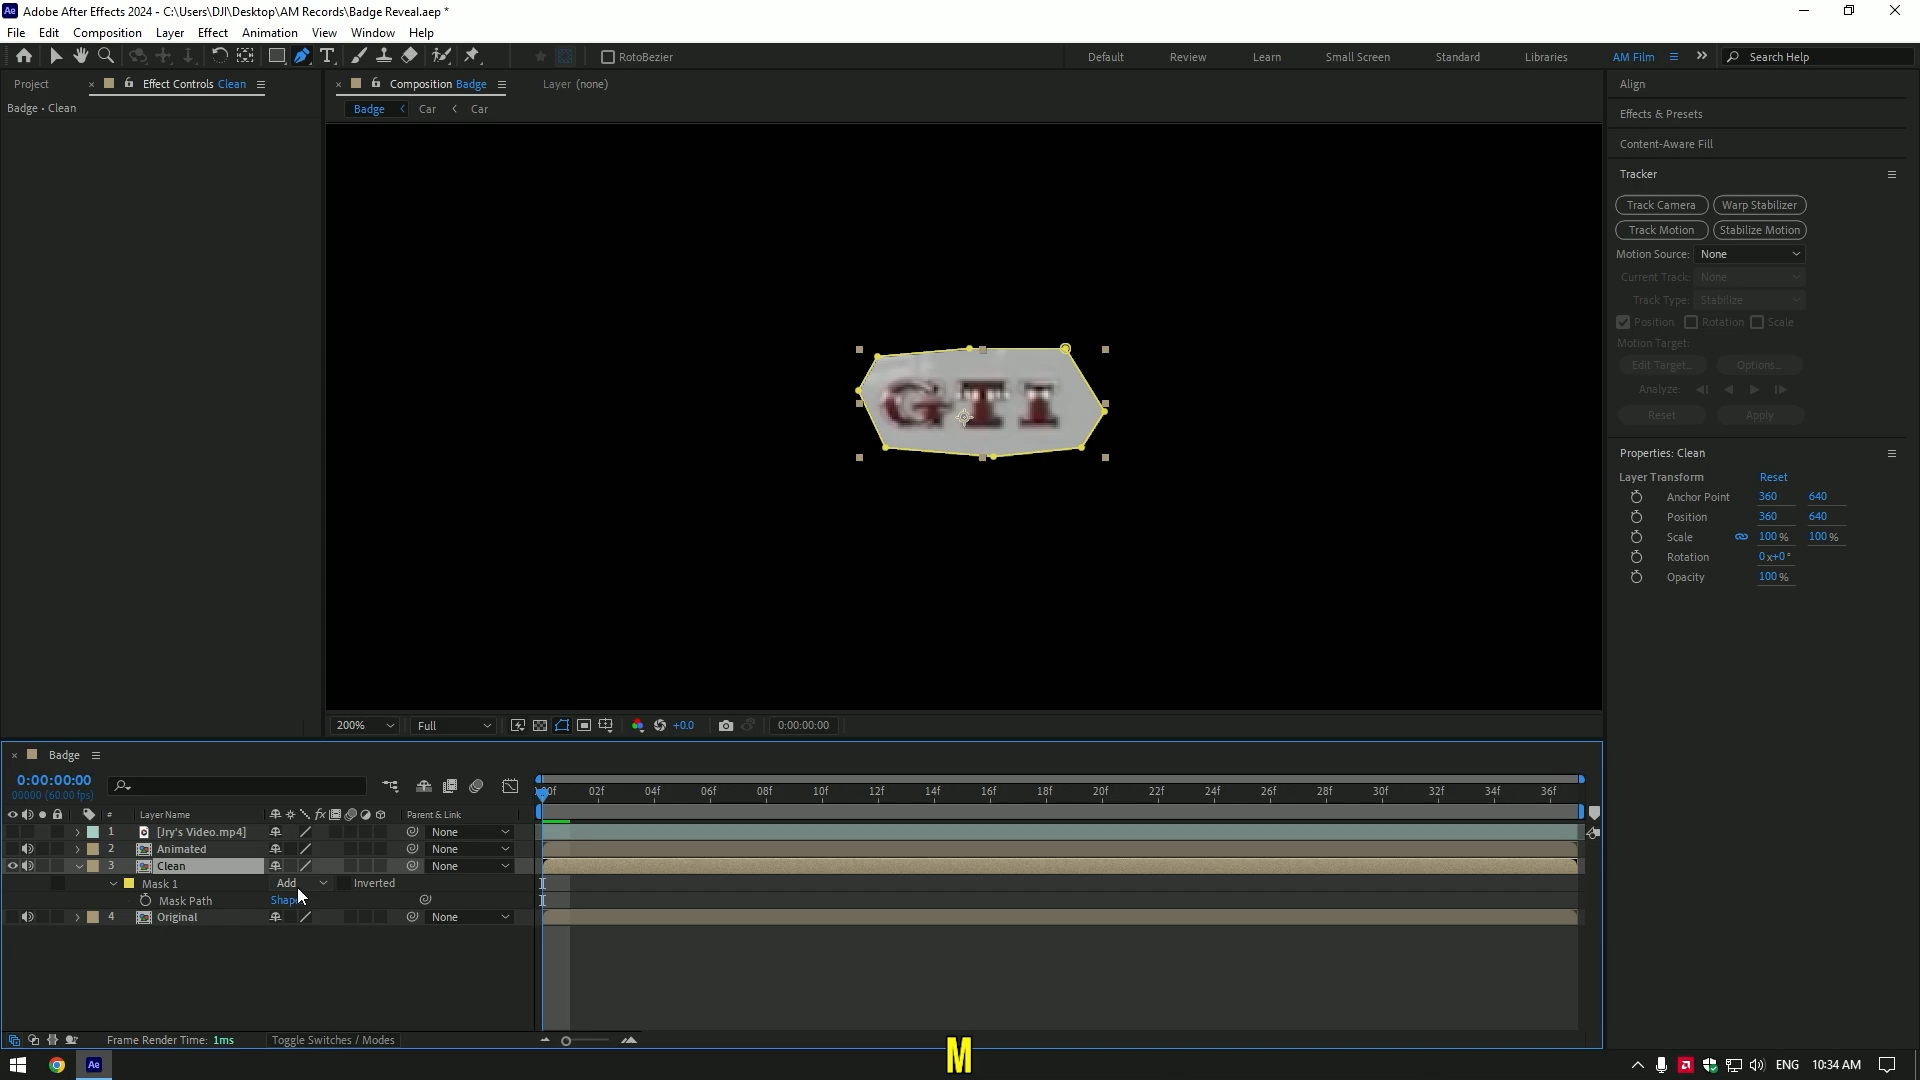 Adobe After Effects 2024 - C:\Users\DJI\Desktop\AM Records\Badge Reveal.aep *
File Edit Composition Layer Effect Animation View Window Help
RotoBezier Default Review Learn Small Screen Standard Libraries AM Film Search Help
Project Effect Controls Clean Composition Badge Layer (none) Align
Badge • Clean Badge Car Car
Effects & Presets
Content-Aware Fill
Tracker
Track Camera Warp Stabilizer
Track Motion Stabilize Motion
Motion Source: None
Current Track: None
Track Type: Stabilize
Position Rotation Scale
Motion Target:
Edit Target... Options...
Analyze:
Reset Apply
GTI
Properties: Clean
Layer Transform Reset
Anchor Point 360 640
Position 360 640
Scale 100 % 100 %
Rotation 0x+0°
Opacity 100 %
200% Full +0.0 0:00:00:00
Badge
0:00:00:00
00000 (60.00 fps)
:00f 02f 04f 06f 08f 10f 12f 14f 16f 18f 20f 22f 24f 26f 28f 30f 32f 34f 36f
# Layer Name fx Parent & Link
1 [Jry's Video.mp4] None
2 Animated None
3 Clean None
Mask 1 Add Inverted
Mask Path Shape
4 Original None
Frame Render Time: 1ms Toggle Switches / Modes
M
Ae ENG 10:34 AM